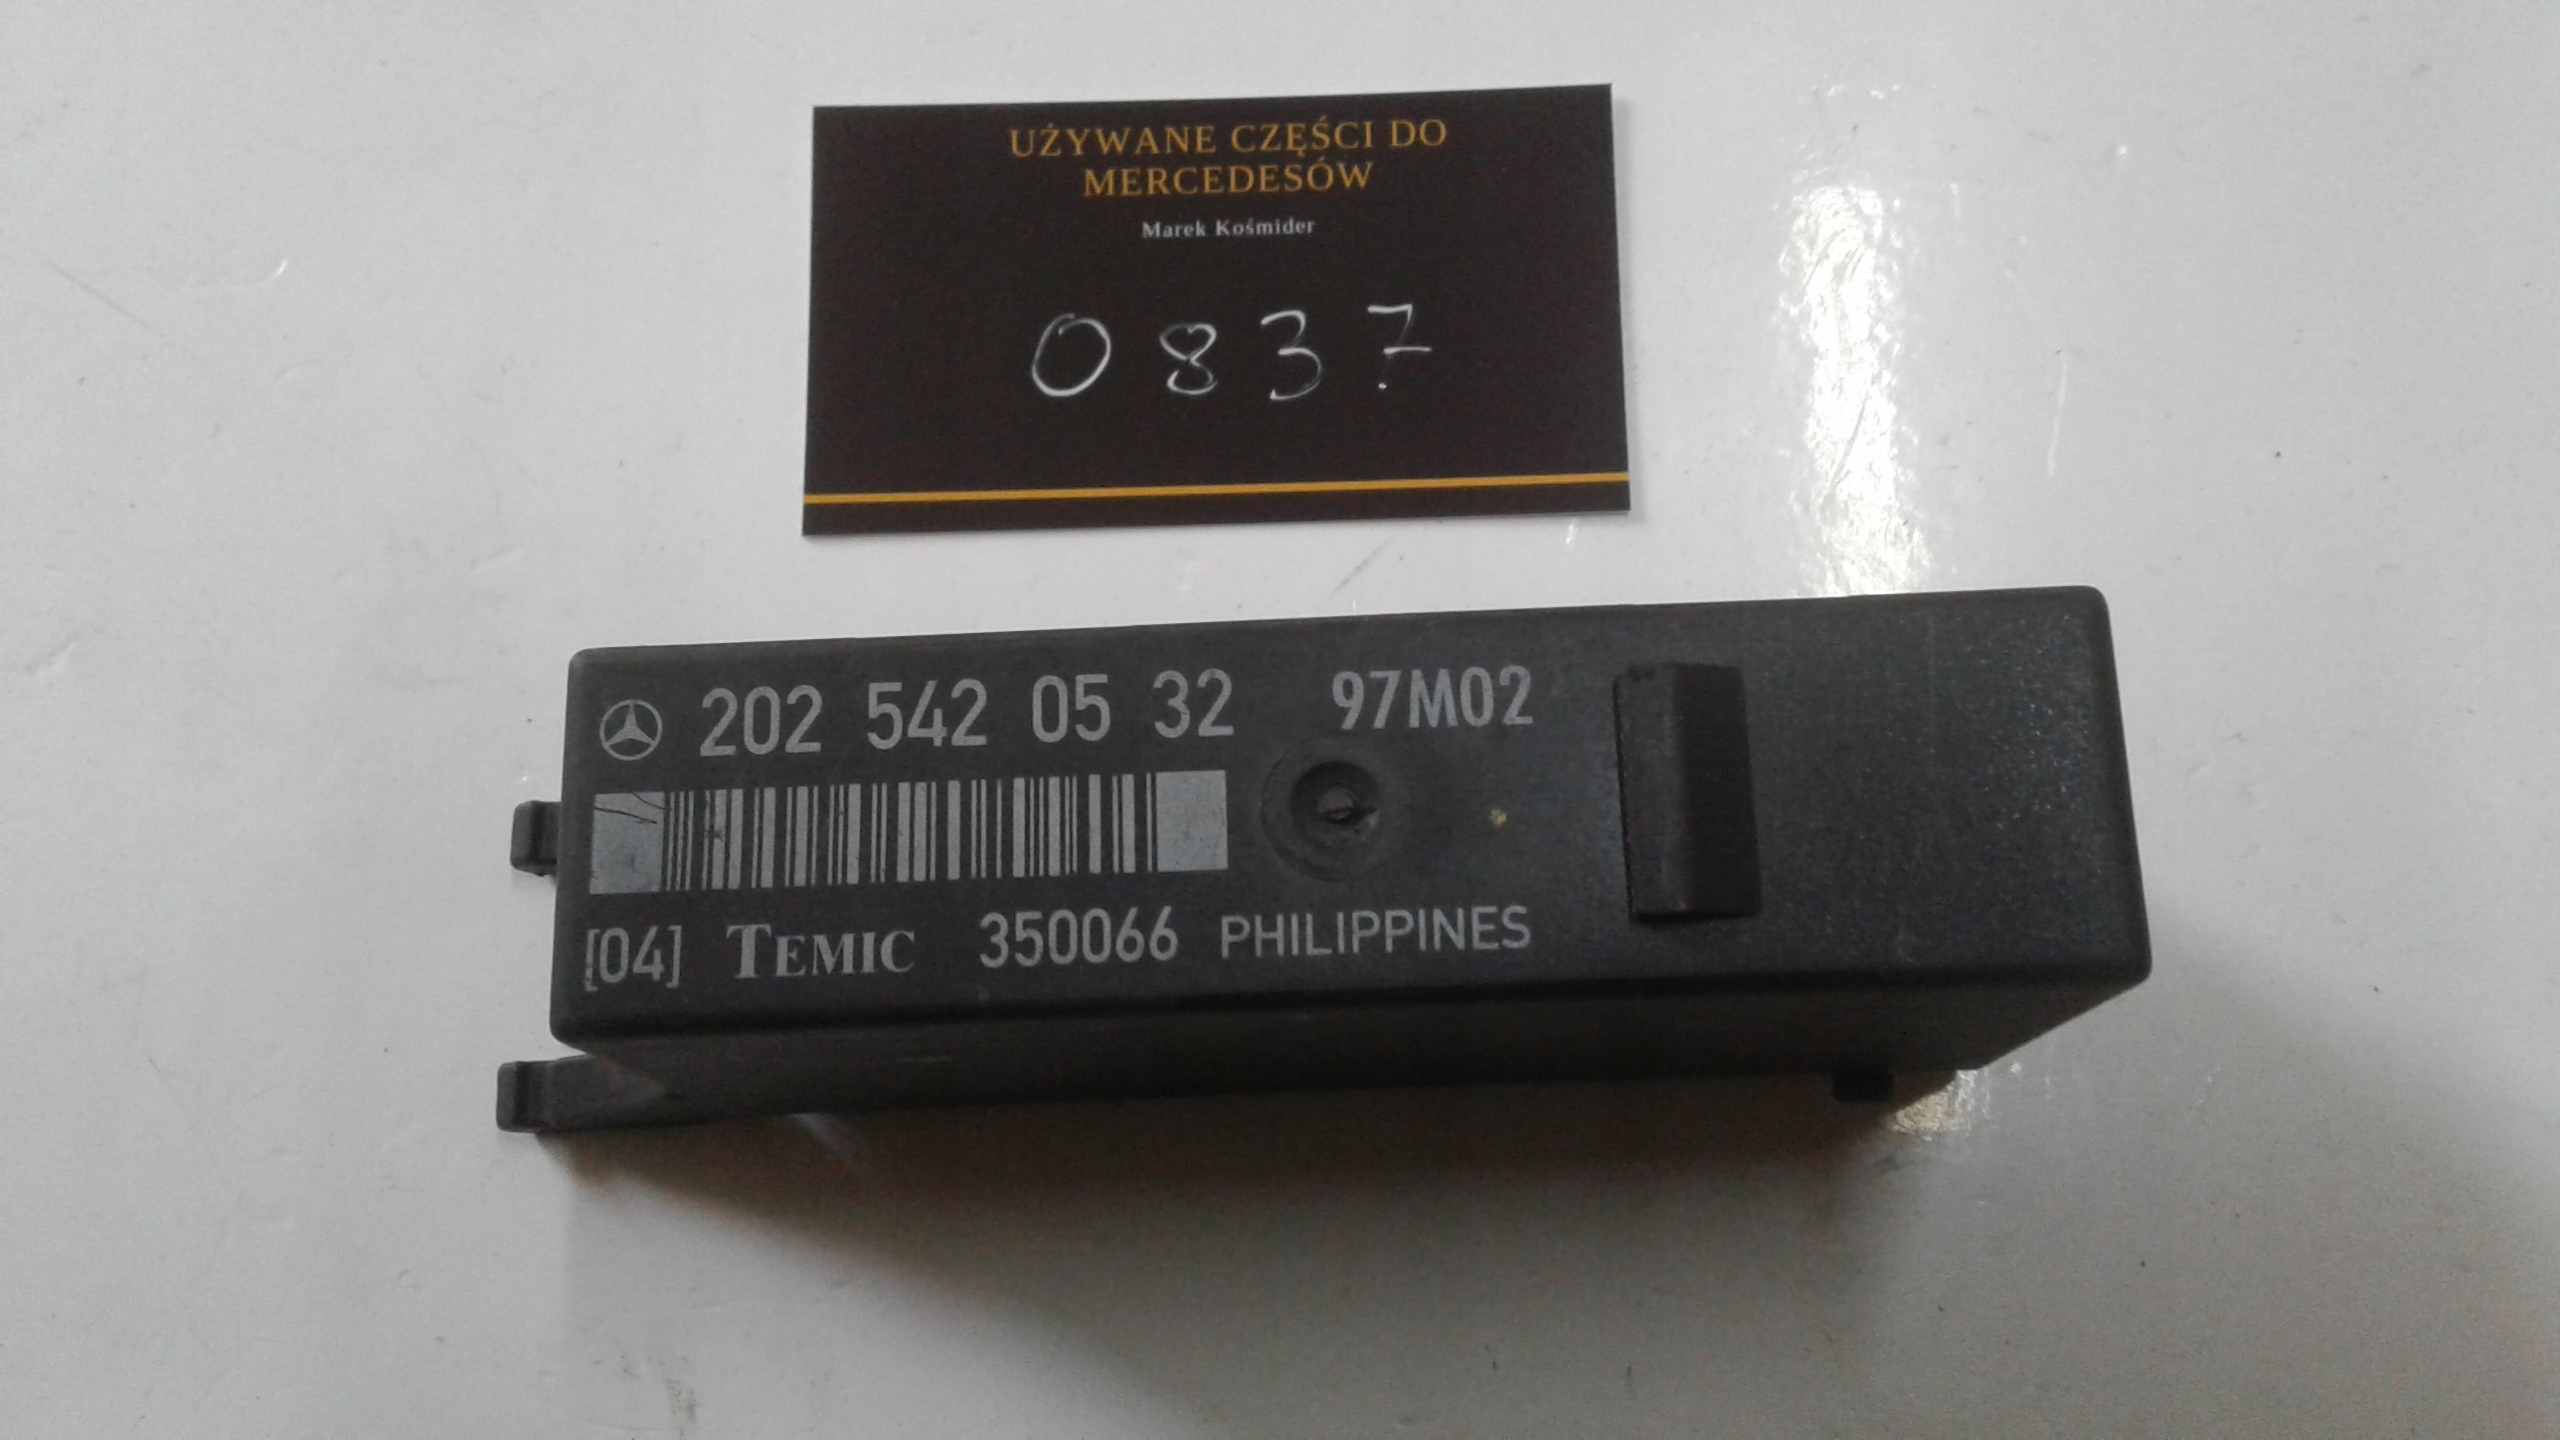 UŻYWANE CZĘŚCI DO
MERCEDESÓW
Marek Kośmider
0837
202 542 05 32 97M02
[04] TEMIC 350066 PHILIPPINES